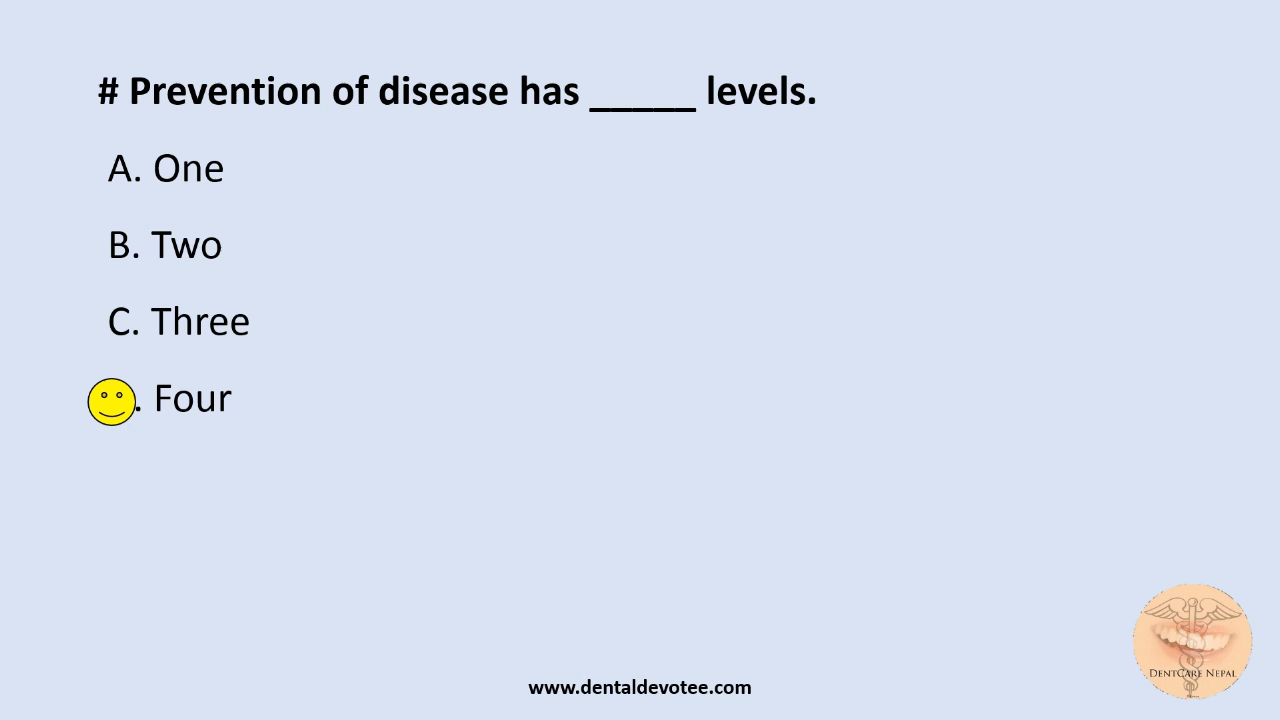 # Prevention of disease has _____ levels.
A. One
B. Two
C. Three
. Four
DentCare Nepal
www.dentaldevotee.com